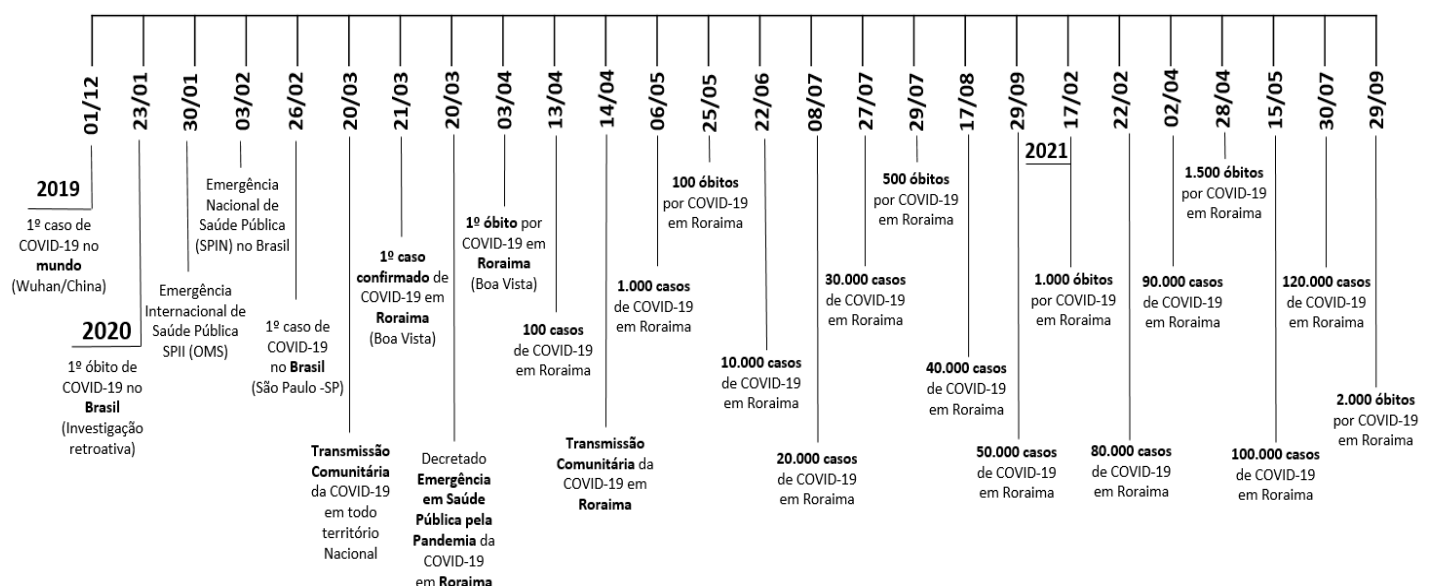 01/12
23/01
30/01
03/02
26/02
20/03
21/03
20/03
03/04
13/04
14/04
06/05
25/05
22/06
08/07
27/07
29/07
17/08
29/09
17/02
22/02
02/04
28/04
15/05
30/07
29/09
2019
1º caso de
COVID-19 no
mundo
(Wuhan/China)
2020
1º óbito de
COVID-19 no
Brasil
(Investigação
retroativa)
Emergência
Internacional de
Saúde Pública
SPII (OMS)
Emergência
Nacional de
Saúde Pública
(SPIN) no Brasil
1º caso de
COVID-19
no Brasil
(São Paulo -SP)
Transmissão
Comunitária
da COVID-19
em todo
território
Nacional
1º caso
confirmado de
COVID-19 em
Roraima
(Boa Vista)
Decretado
Emergência
em Saúde
Pública pela
Pandemia da
COVID-19
em Roraima
1º óbito por
COVID-19 em
Roraima
(Boa Vista)
100 casos
de COVID-19
em Roraima
Transmissão
Comunitária da
COVID-19 em
Roraima
1.000 casos
de COVID-19
em Roraima
100 óbitos
por COVID-19
em Roraima
10.000 casos
de COVID-19
em Roraima
20.000 casos
de COVID-19
em Roraima
30.000 casos
de COVID-19
em Roraima
500 óbitos
por COVID-19
em Roraima
40.000 casos
de COVID-19
em Roraima
50.000 casos
de COVID-19
em Roraima
2021
1.000 óbitos
por COVID-19
em Roraima
80.000 casos
de COVID-19
em Roraima
90.000 casos
de COVID-19
em Roraima
1.500 óbitos
por COVID-19
em Roraima
100.000 casos
de COVID-19
em Roraima
120.000 casos
de COVID-19
em Roraima
2.000 óbitos
por COVID-19
em Roraima